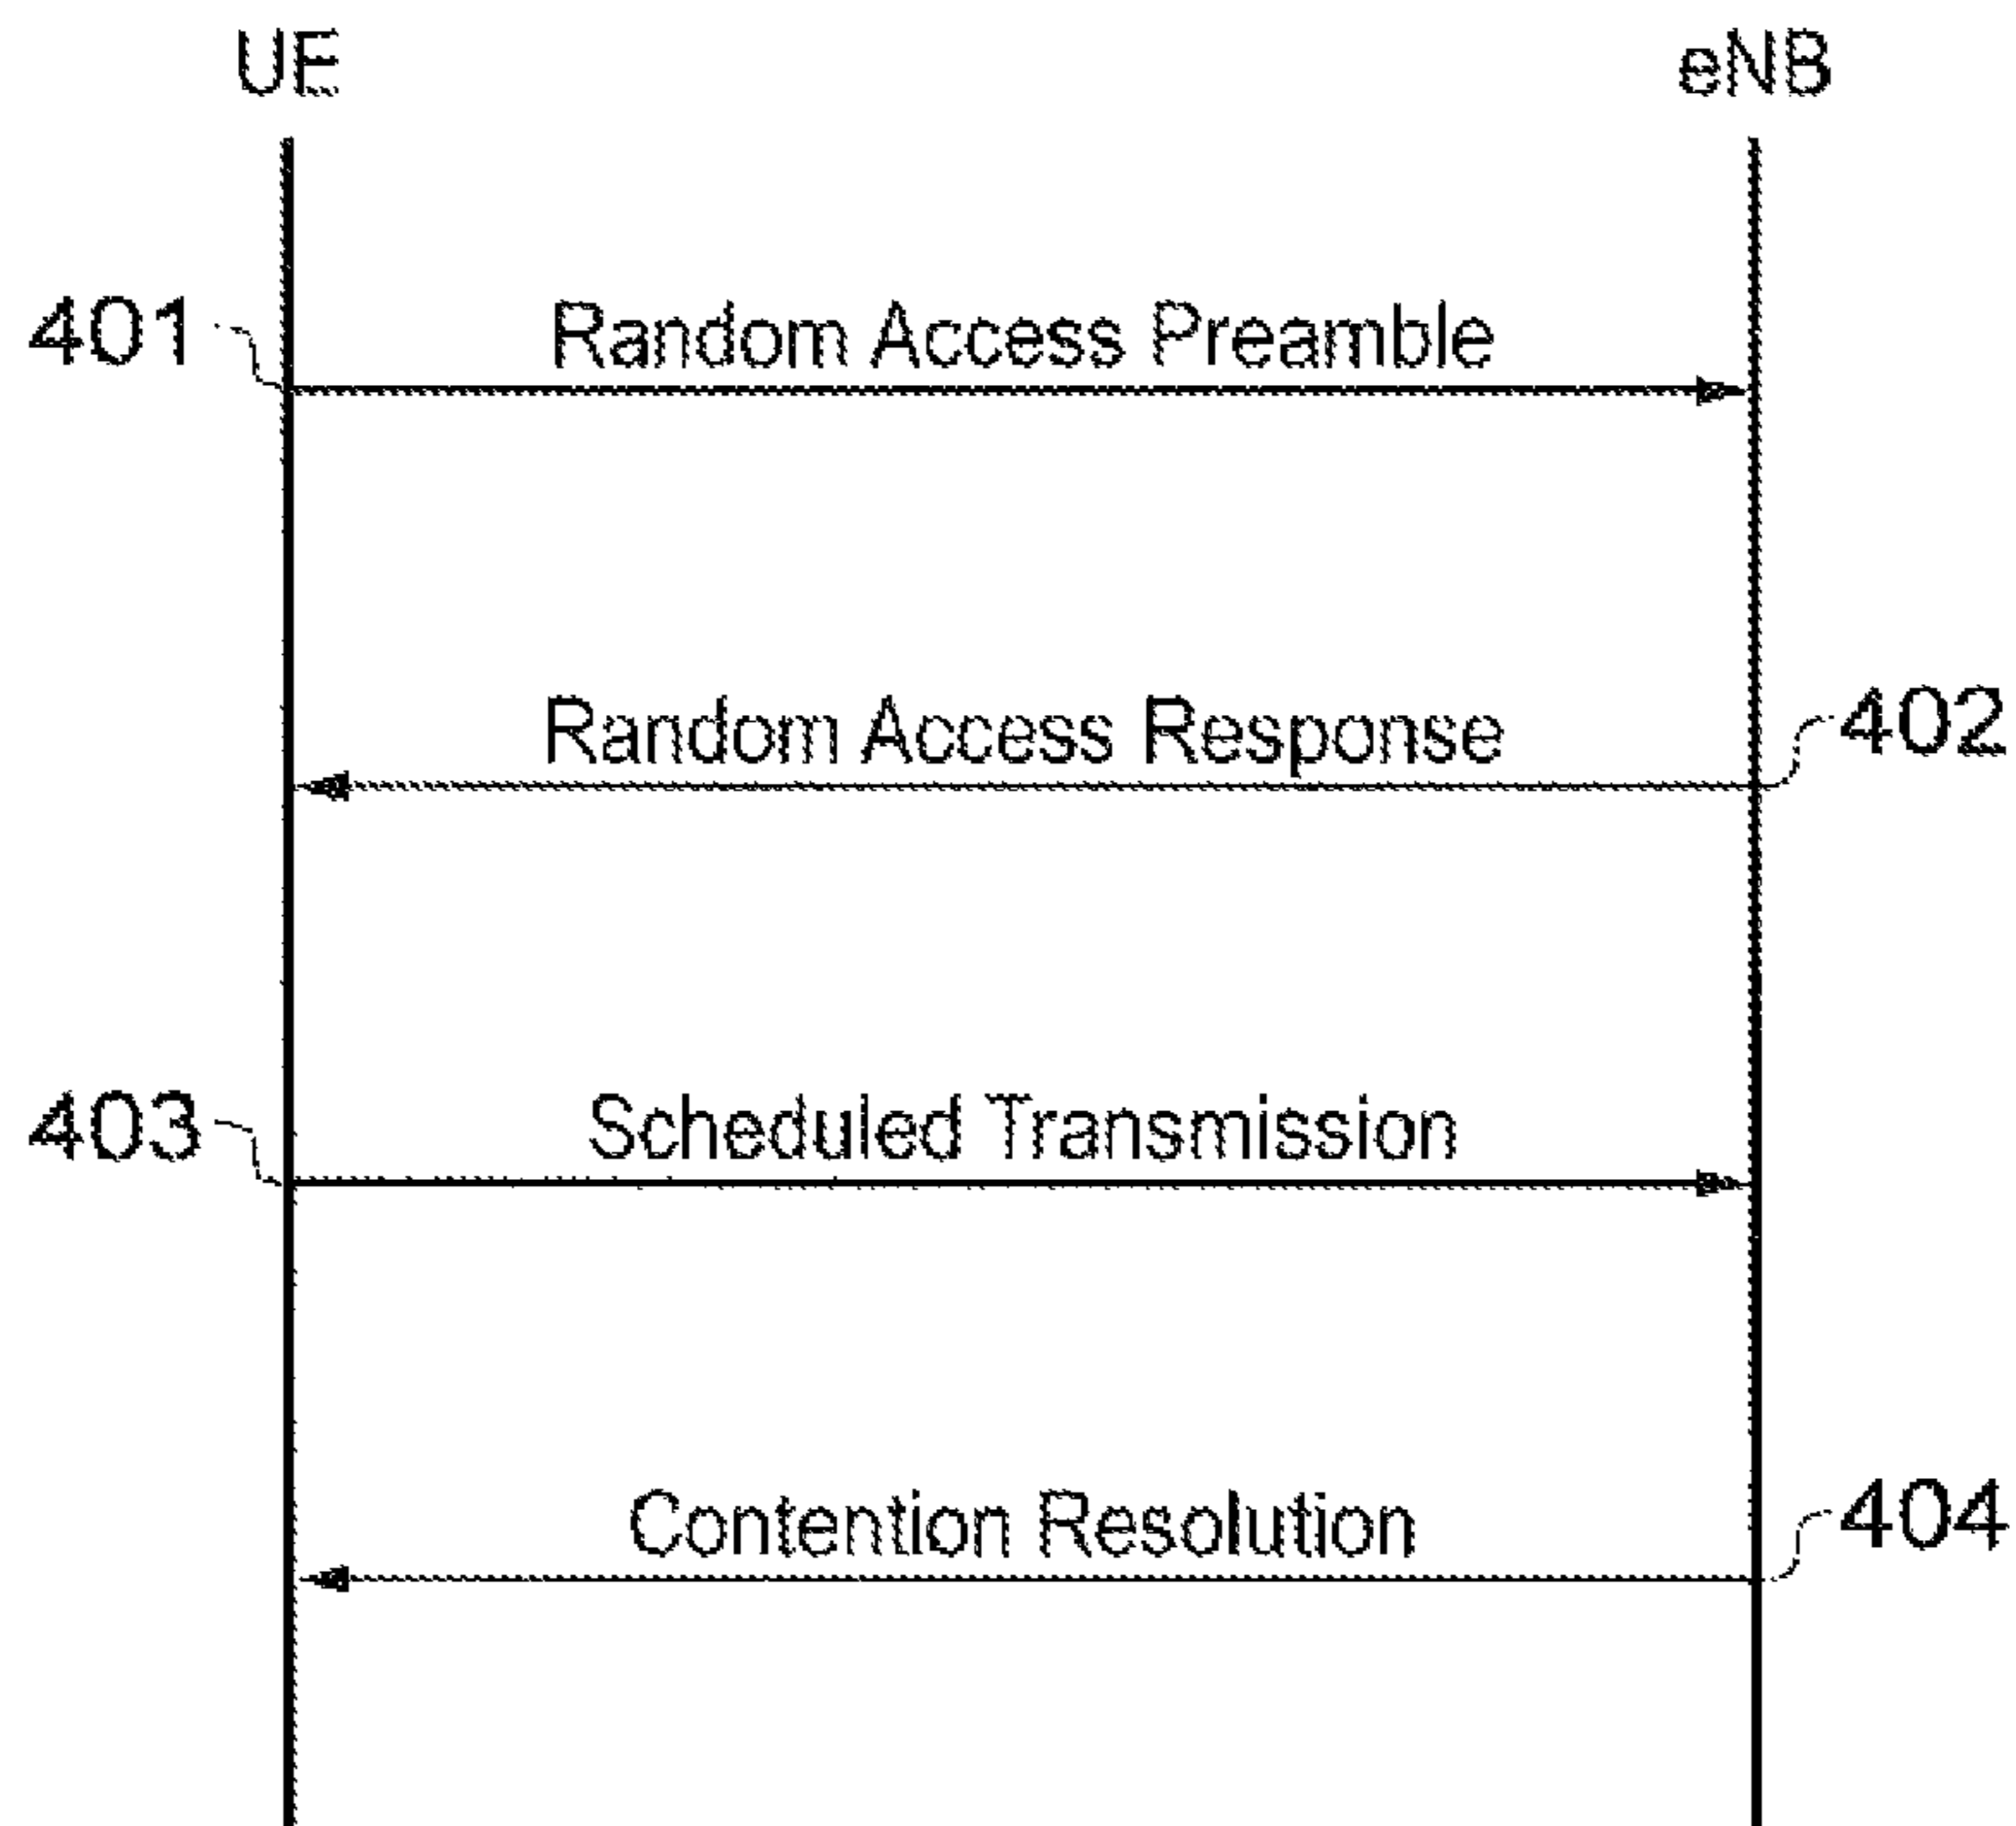 UE eNB
401 Random Access Preamble
Random Access Response 402
403 Scheduled Transmission
Contention Resolution 404